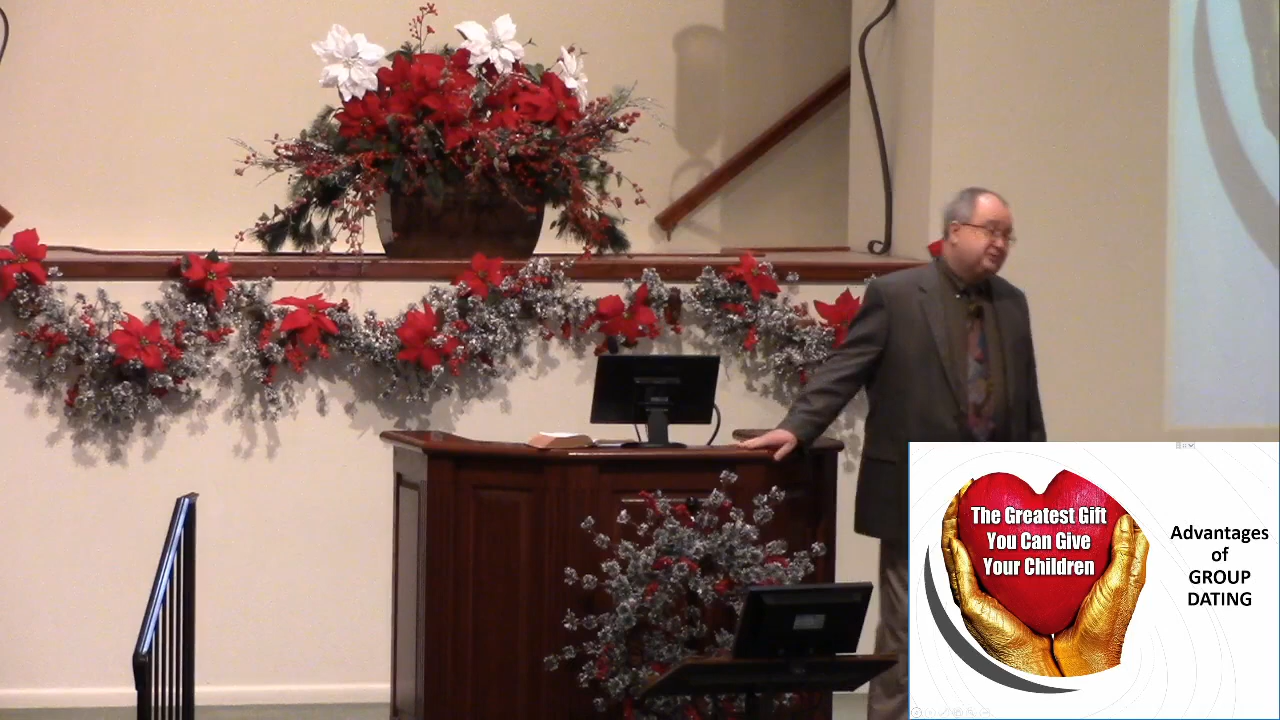 The Greatest Gift
You Can Give
Your Children
Advantages
of
GROUP
DATING